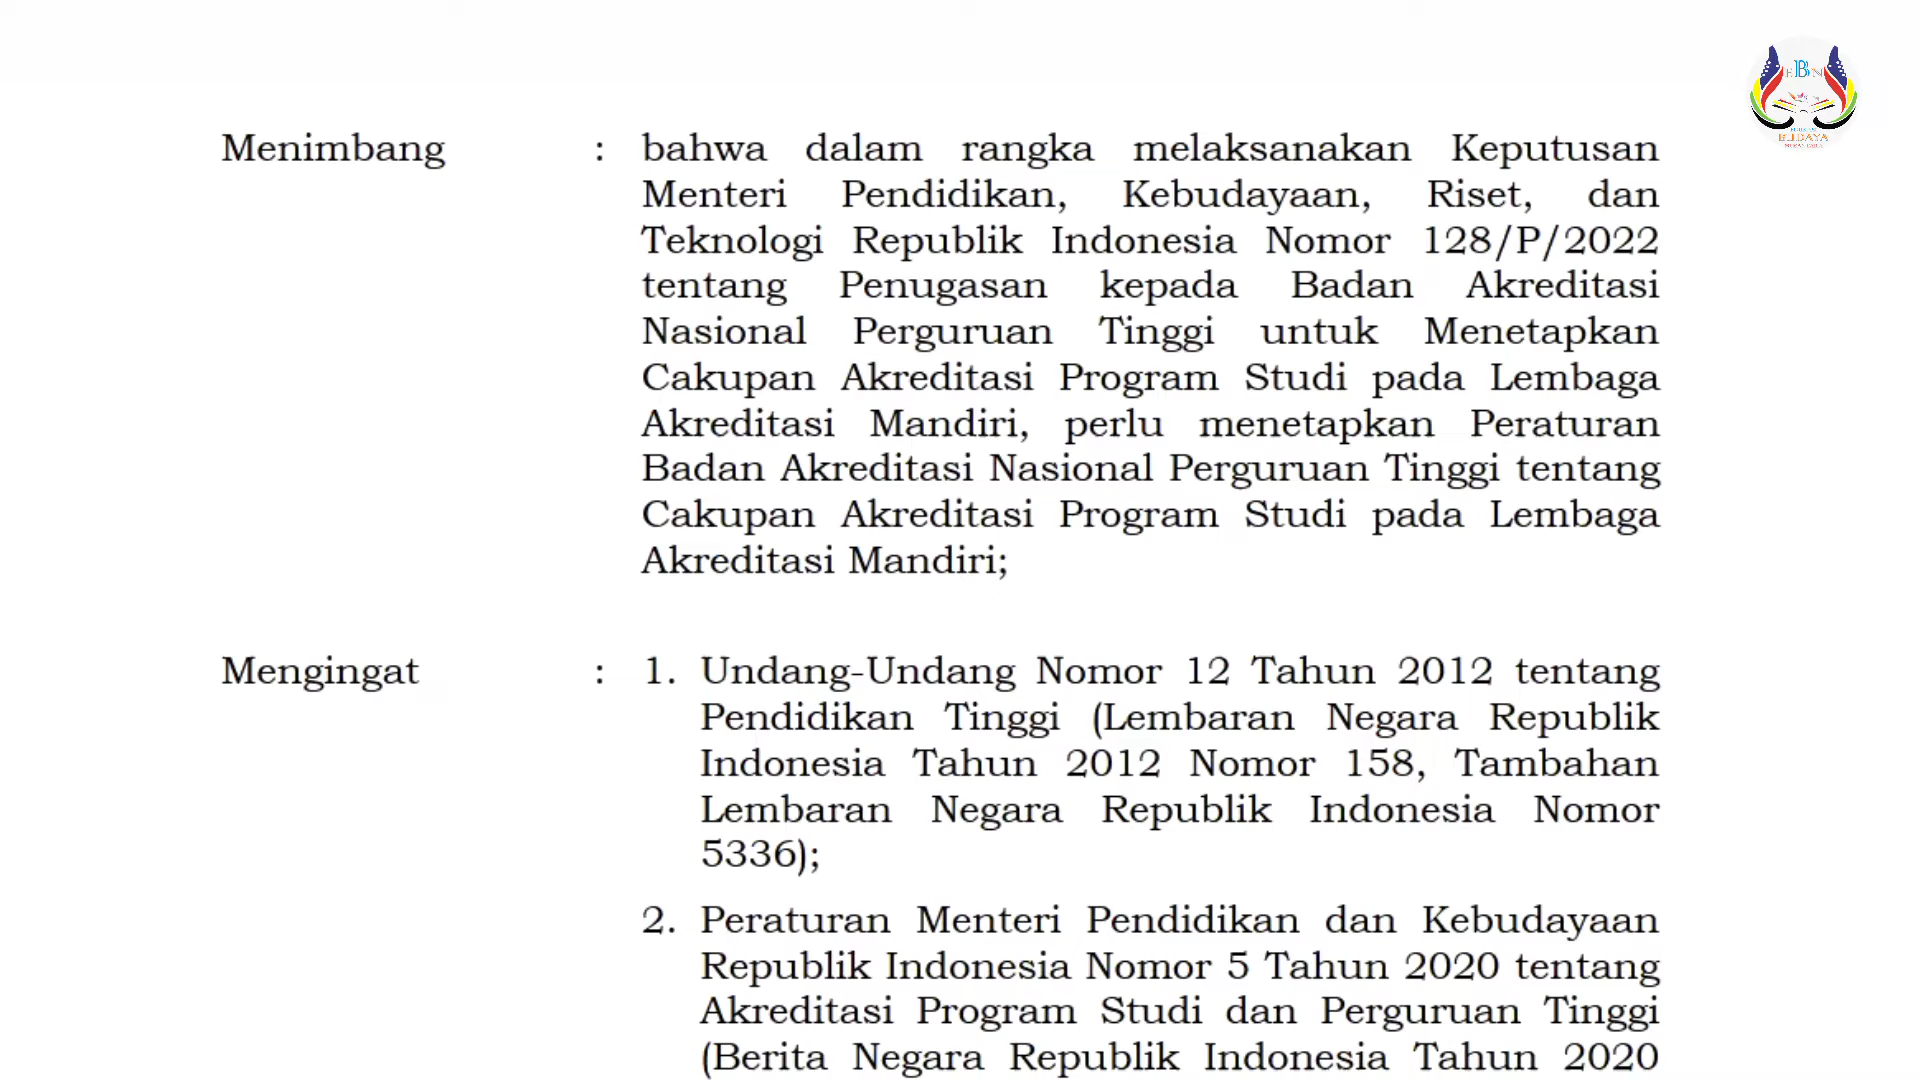 EBN
BUDAYA
Menimbang : bahwa dalam rangka melaksanakan Keputusan
Menteri Pendidikan, Kebudayaan, Riset, dan
Teknologi Republik Indonesia Nomor 128/P/2022
tentang Penugasan kepada Badan Akreditasi
Nasional Perguruan Tinggi untuk Menetapkan
Cakupan Akreditasi Program Studi pada Lembaga
Akreditasi Mandiri, perlu menetapkan Peraturan
Badan Akreditasi Nasional Perguruan Tinggi tentang
Cakupan Akreditasi Program Studi pada Lembaga
Akreditasi Mandiri;
Mengingat : 1. Undang-Undang Nomor 12 Tahun 2012 tentang
Pendidikan Tinggi (Lembaran Negara Republik
Indonesia Tahun 2012 Nomor 158, Tambahan
Lembaran Negara Republik Indonesia Nomor
5336);
2. Peraturan Menteri Pendidikan dan Kebudayaan
Republik Indonesia Nomor 5 Tahun 2020 tentang
Akreditasi Program Studi dan Perguruan Tinggi
(Berita Negara Republik Indonesia Tahun 2020